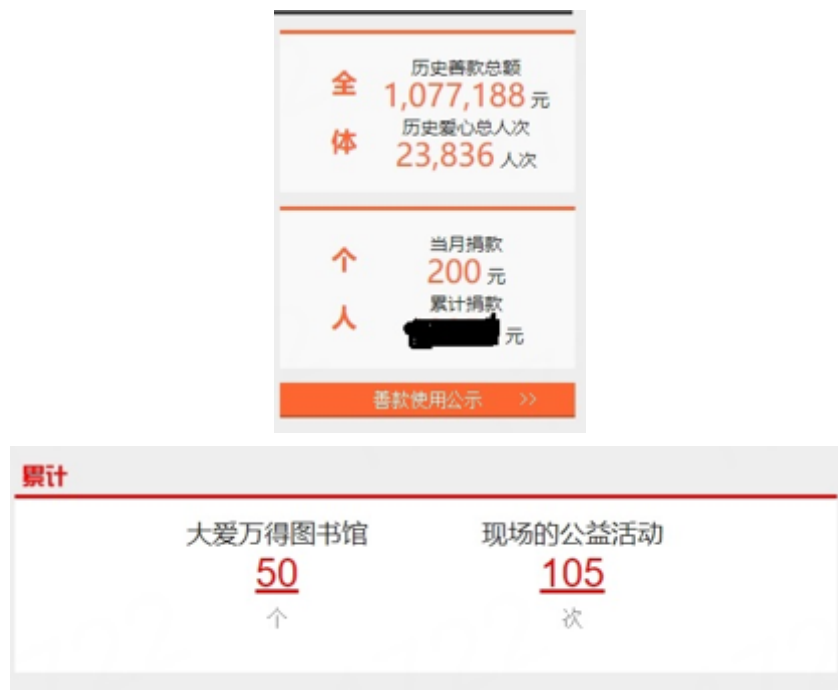 全体
历史善款总额
1,077,188 元
历史爱心总人次
23,836 人次
个人
当月捐款
200 元
累计捐款
元
善款使用公示 >>
累计
大爱万得图书馆 现场的公益活动
50 105
个 次